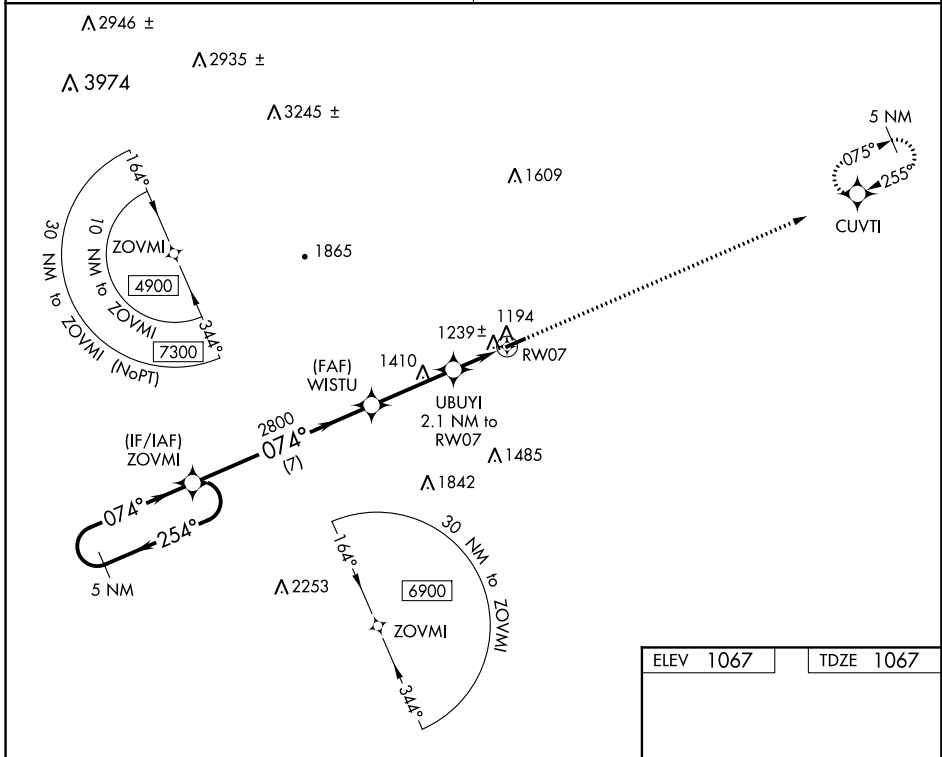 2946 ±
2935 ±
3974
3245 ±
5 NM
075°
255°
CUVTI
1609
164°
ZOVMI
4900
10 NM to ZOVMI
7300
344°
30 NM to ZOVMI (NoPT)
1865
1194
1239±
RW07
1410
(FAF)
WISTU
UBUYI
2.1 NM to
RW07
2800
074°
(7)
(IF/IAF)
ZOVMI
1485
1842
074°
254°
5 NM
2253
164°
30 NM to ZOVMI
6900
ZOVMI
344°
ELEV 1067
TDZE 1067